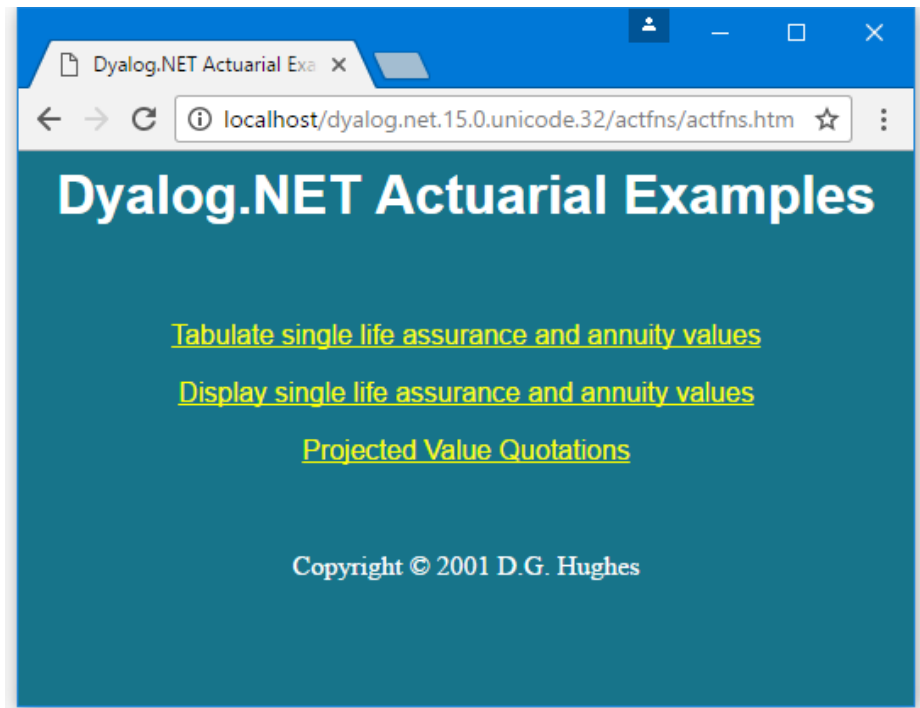 Dyalog.NET Actuarial Exa
localhost/dyalog.net.15.0.unicode.32/actfns/actfns.htm
Dyalog.NET Actuarial Examples
Tabulate single life assurance and annuity values
Display single life assurance and annuity values
Projected Value Quotations
Copyright © 2001 D.G. Hughes